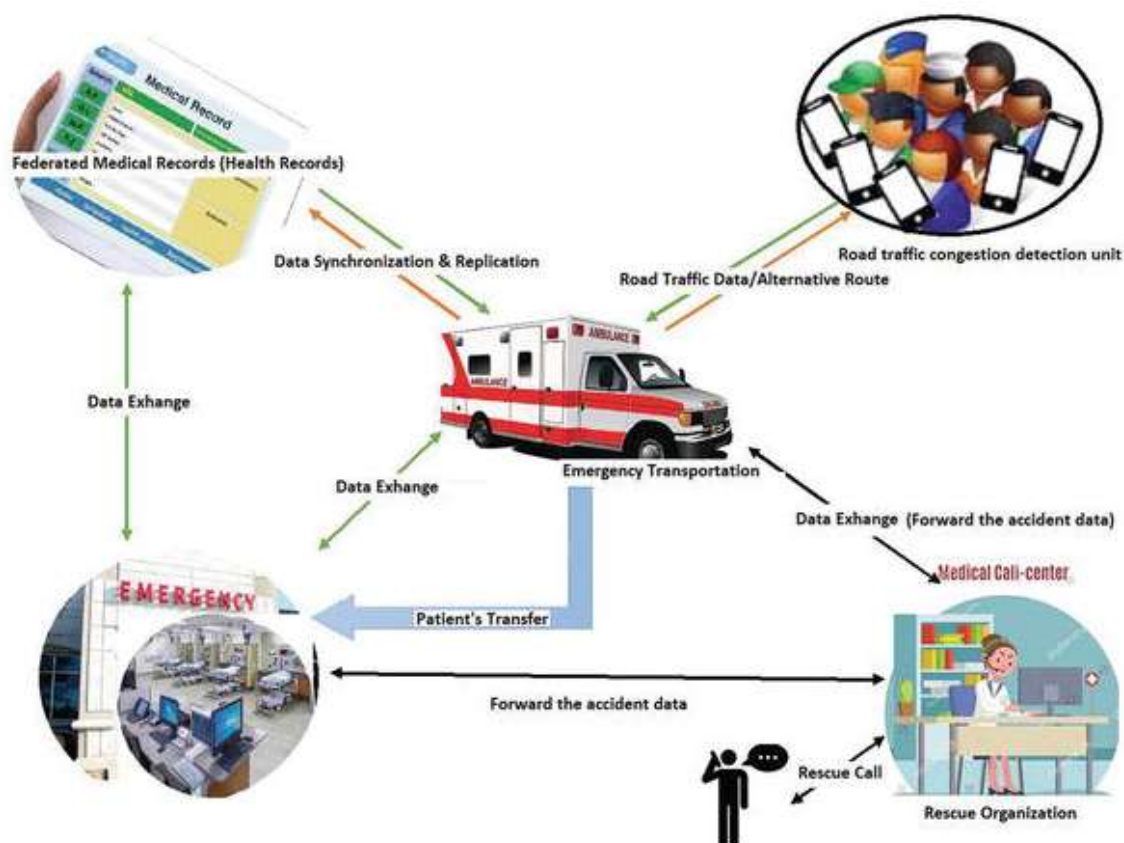 Medical Record
Federated Medical Records (Health Records)
Road traffic congestion detection unit
Data Synchronization & Replication
Road Traffic Data/Alternative Route
AMBULANCE
AMBULANCE
Data Exhange
Emergency Transportation
Data Exhange
Data Exhange (Forward the accident data)
Medical Call-center
EMERGENCY
Patient's Transfer
Forward the accident data
Rescue Call
Rescue Organization